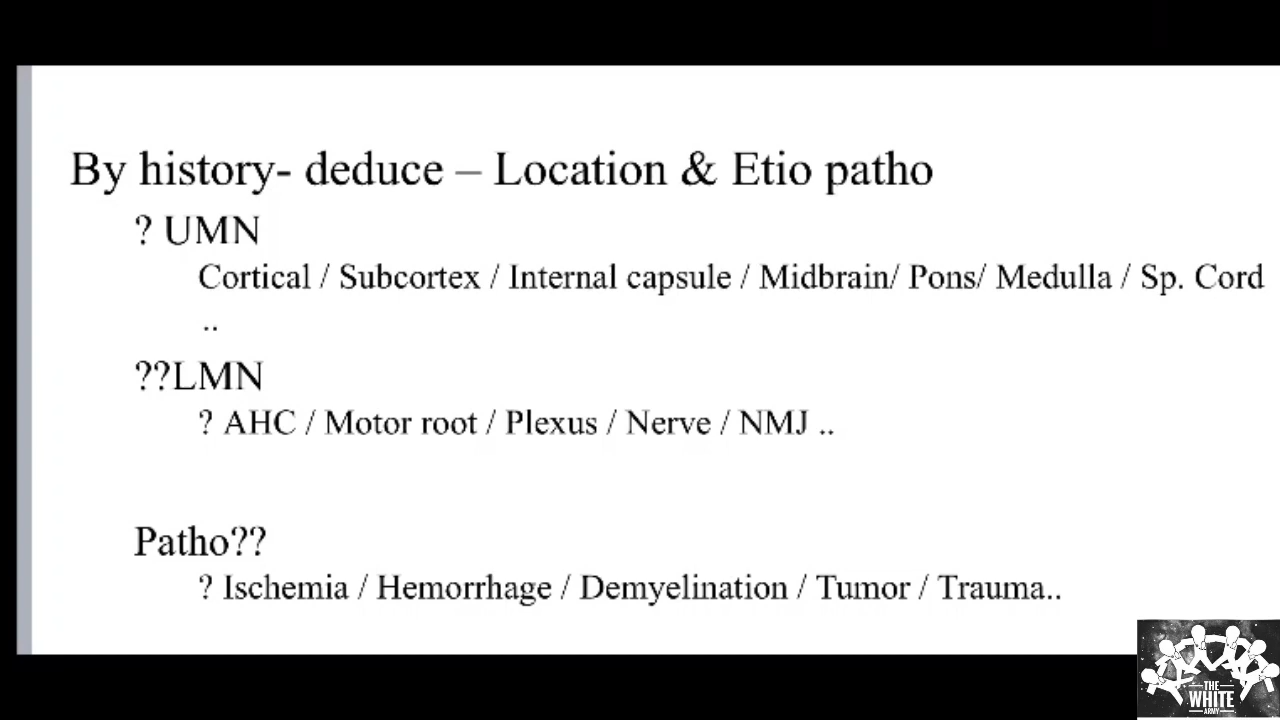 By history- deduce – Location & Etio patho
? UMN
Cortical / Subcortex / Internal capsule / Midbrain/ Pons/ Medulla / Sp. Cord
..
??LMN
? AHC / Motor root / Plexus / Nerve / NMJ ..
Patho??
? Ischemia / Hemorrhage / Demyelination / Tumor / Trauma..
THE
WHITE
ARMY